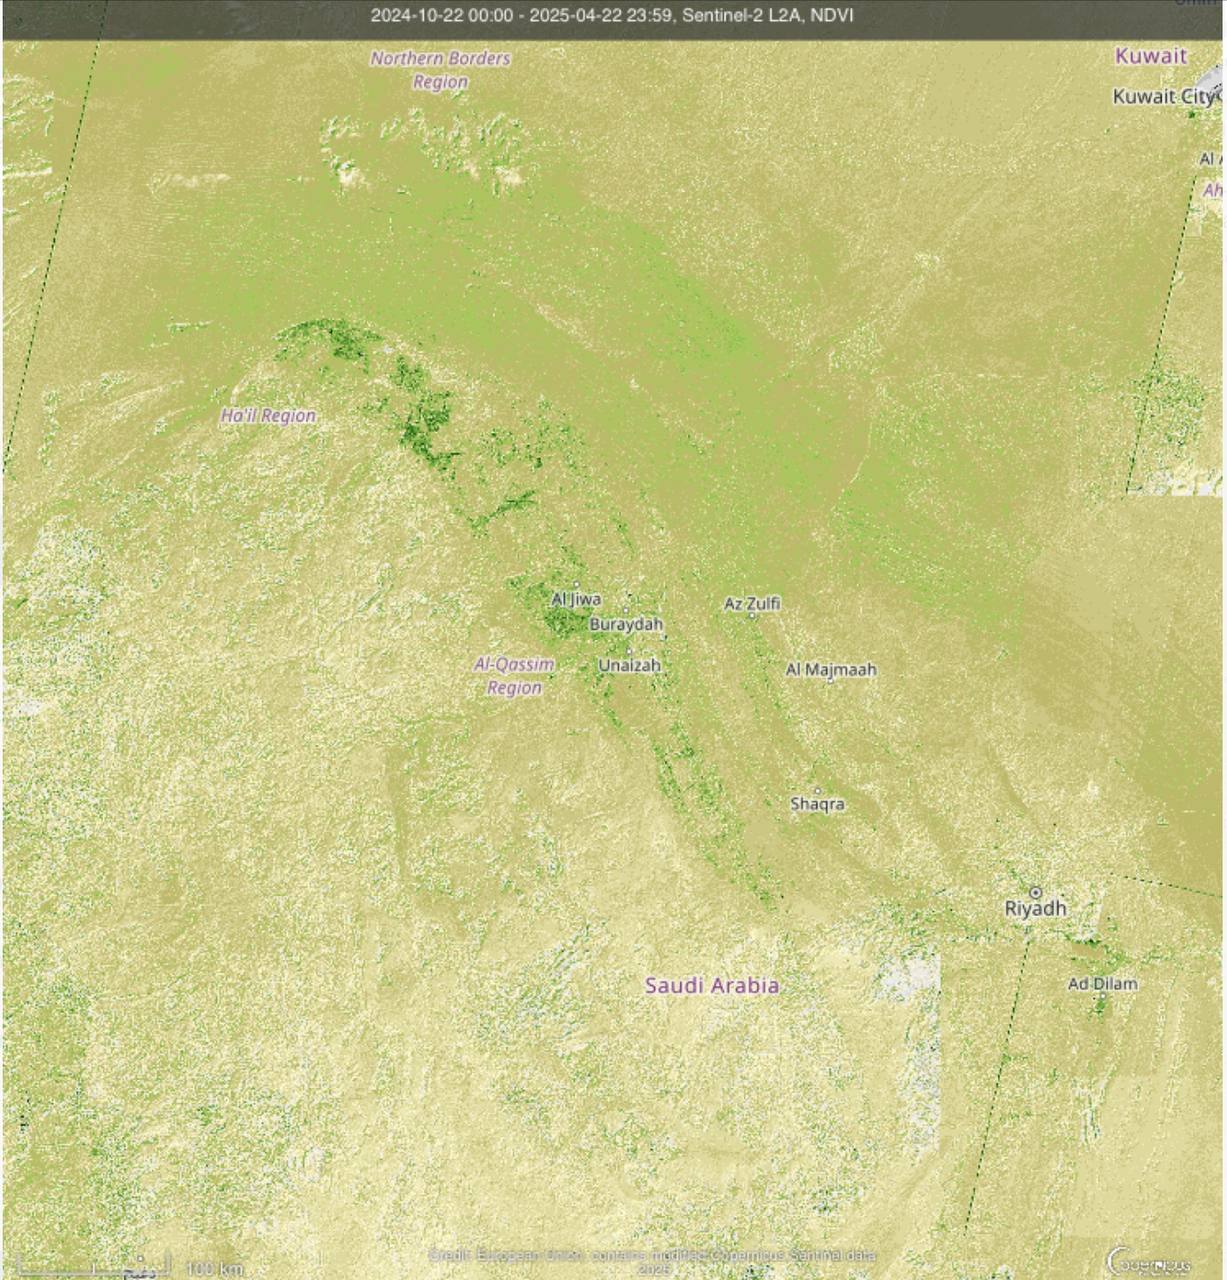 2024-10-22 00:00 - 2025-04-22 23:59, Sentinel-2 L2A, NDVI
Northern Borders
Region
Kuwait
Kuwait City
Al
Ah
Ha'il Region
Al Jiwa
Az Zulfi
Buraydah
Al-Qassim
Region
Unaizah
Al Majmaah
Shaqra
Riyadh
Saudi Arabia
Ad Dilam
Credit: European Union, contains modified Copernicus Sentinel data
2025
100 km
Copernicus